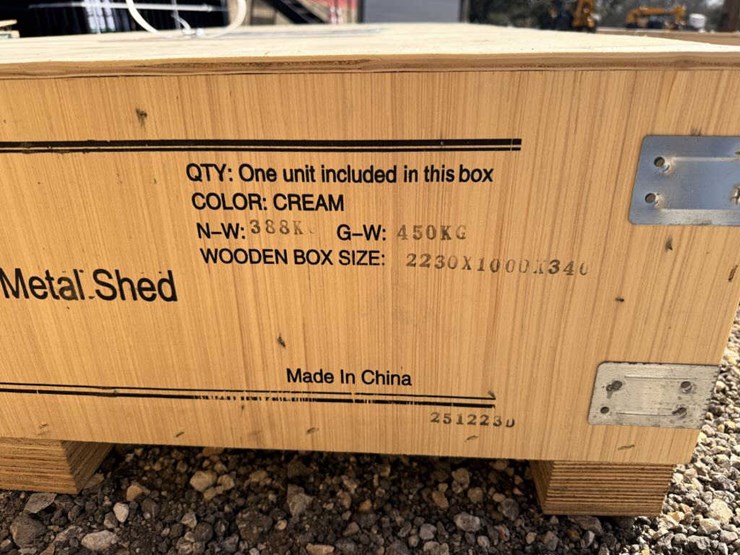 QTY: One unit included in this box
COLOR: CREAM
N-W: 388K G-W: 450KG
WOODEN BOX SIZE: 2230X1000X340
Metal Shed
Made In China
251223D